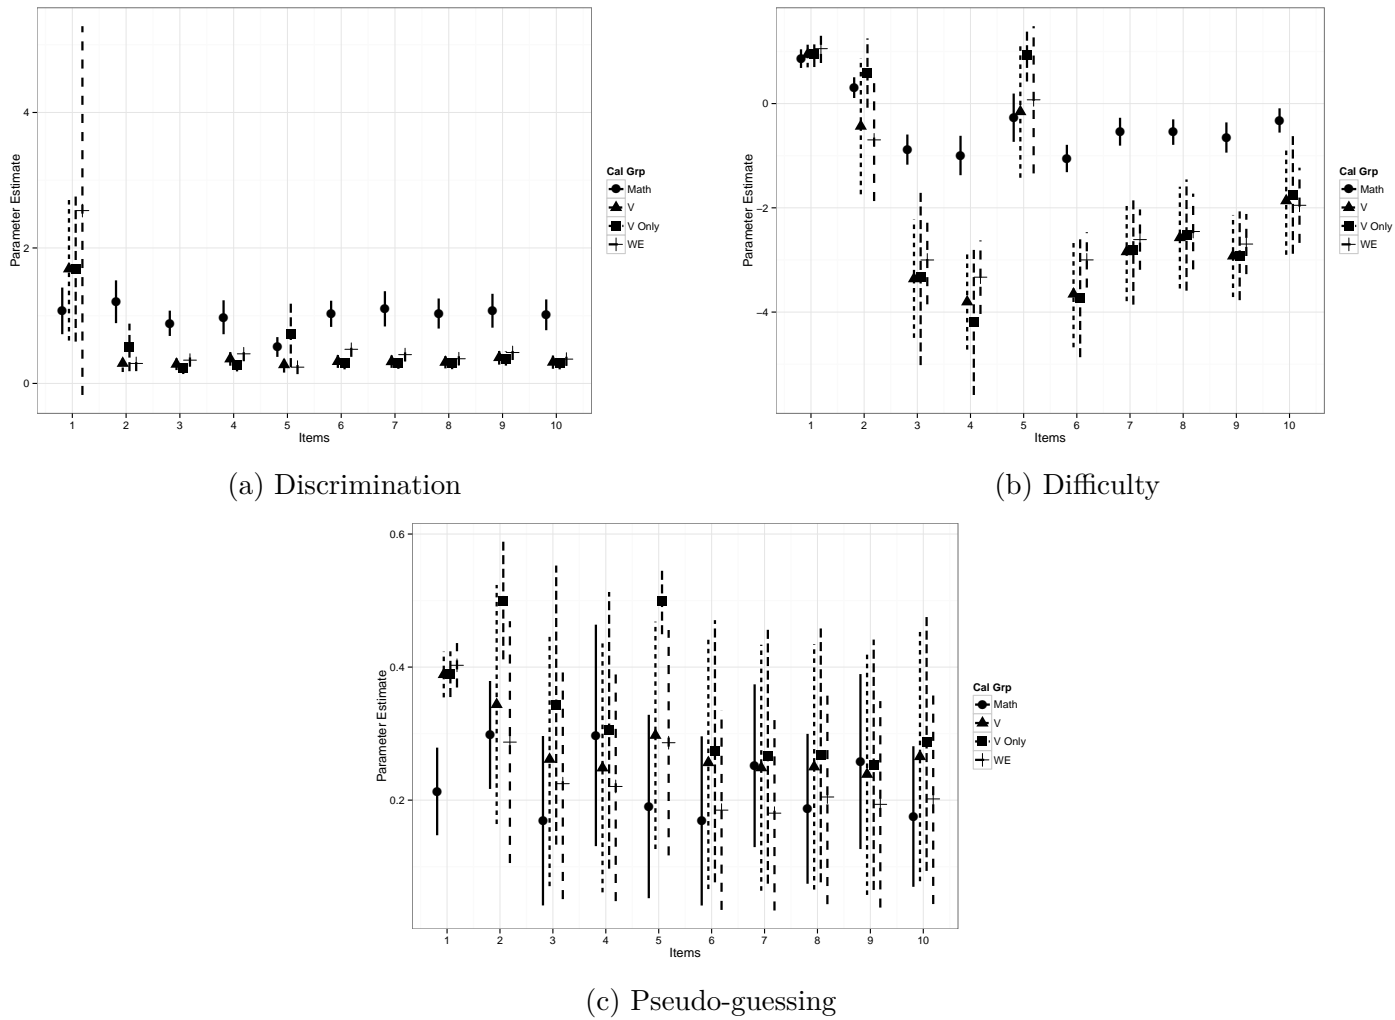 Parameter Estimate
4
2
0
1 2 3 4 5 6 7 8 9 10
Items
Cal Grp
Math
V
V Only
WE
(a) Discrimination
Parameter Estimate
0
−2
−4
1 2 3 4 5 6 7 8 9 10
Items
Cal Grp
Math
V
V Only
WE
(b) Difficulty
Parameter Estimate
0.6
0.4
0.2
1 2 3 4 5 6 7 8 9 10
Items
Cal Grp
Math
V
V Only
WE
(c) Pseudo-guessing